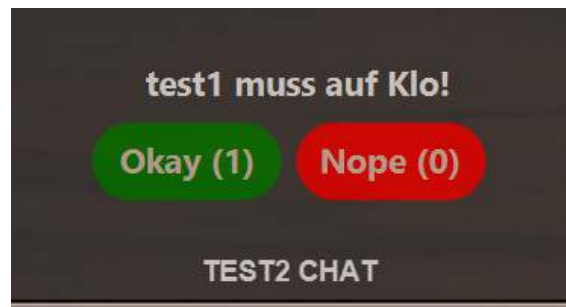 test1 muss auf Klo!
Okay (1) Nope (0)
TEST2 CHAT